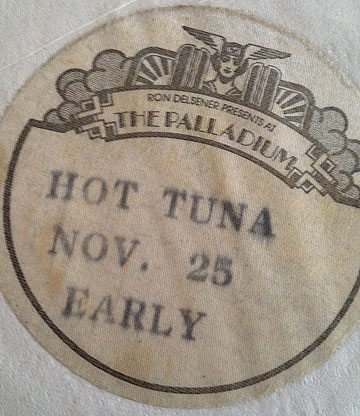 RON DELSENER PRESENTS AT
THE PALLADIUM
HOT TUNA
NOV. 25
EARLY